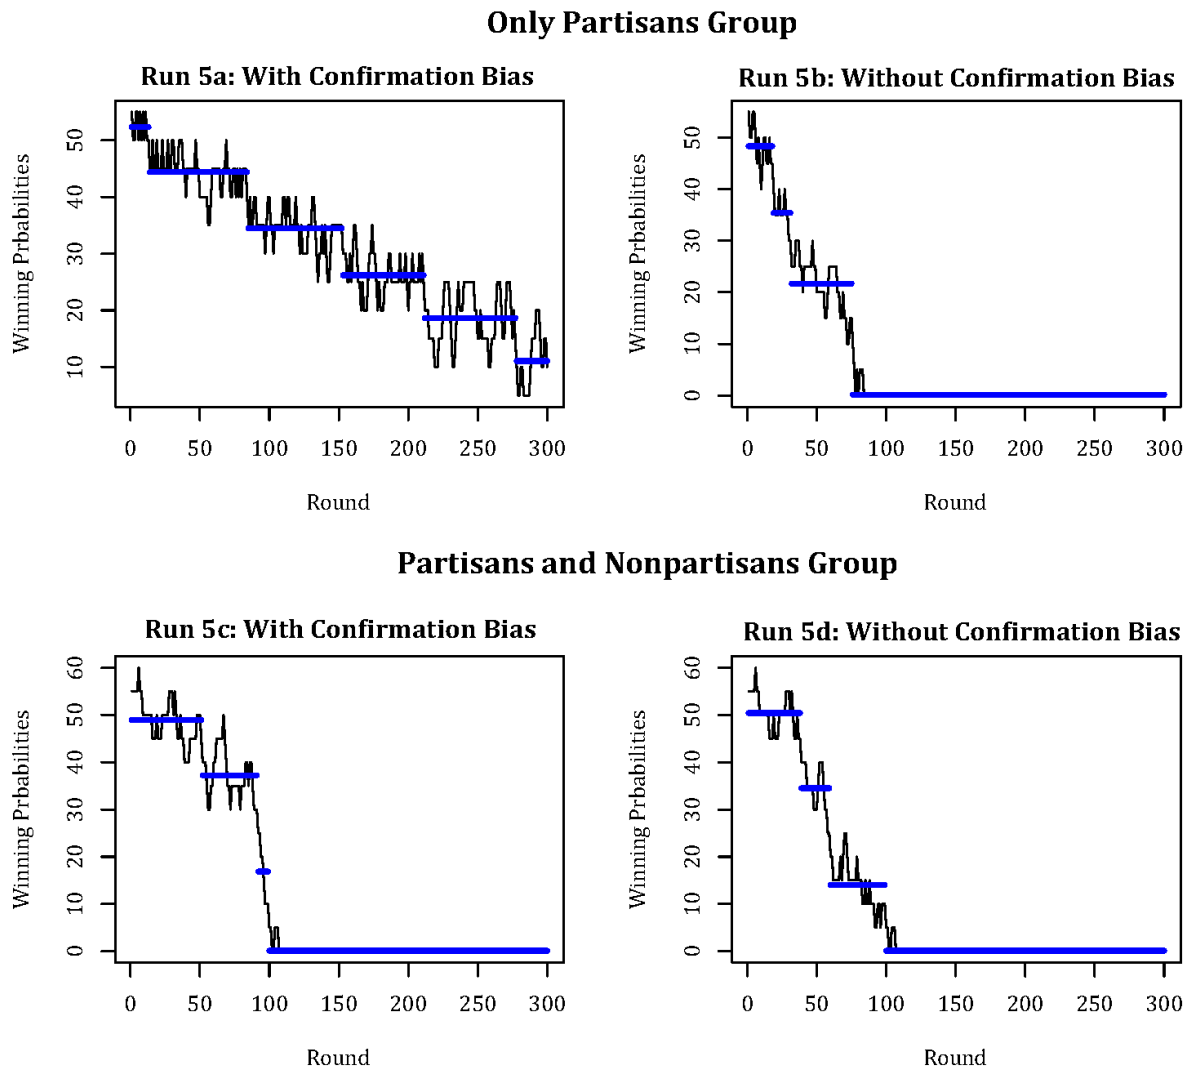 Only Partisans Group
Run 5a: With Confirmation Bias
Run 5b: Without Confirmation Bias
Winning Prbabilities
50
40
30
20
10
0 50 100 150 200 250 300
Round
Winning Prbabilities
50
40
30
20
10
0
0 50 100 150 200 250 300
Round
Partisans and Nonpartisans Group
Run 5c: With Confirmation Bias
Run 5d: Without Confirmation Bias
Winning Prbabilities
60
50
40
30
20
10
0
0 50 100 150 200 250 300
Round
Winning Prbabilities
60
50
40
30
20
10
0
0 50 100 150 200 250 300
Round